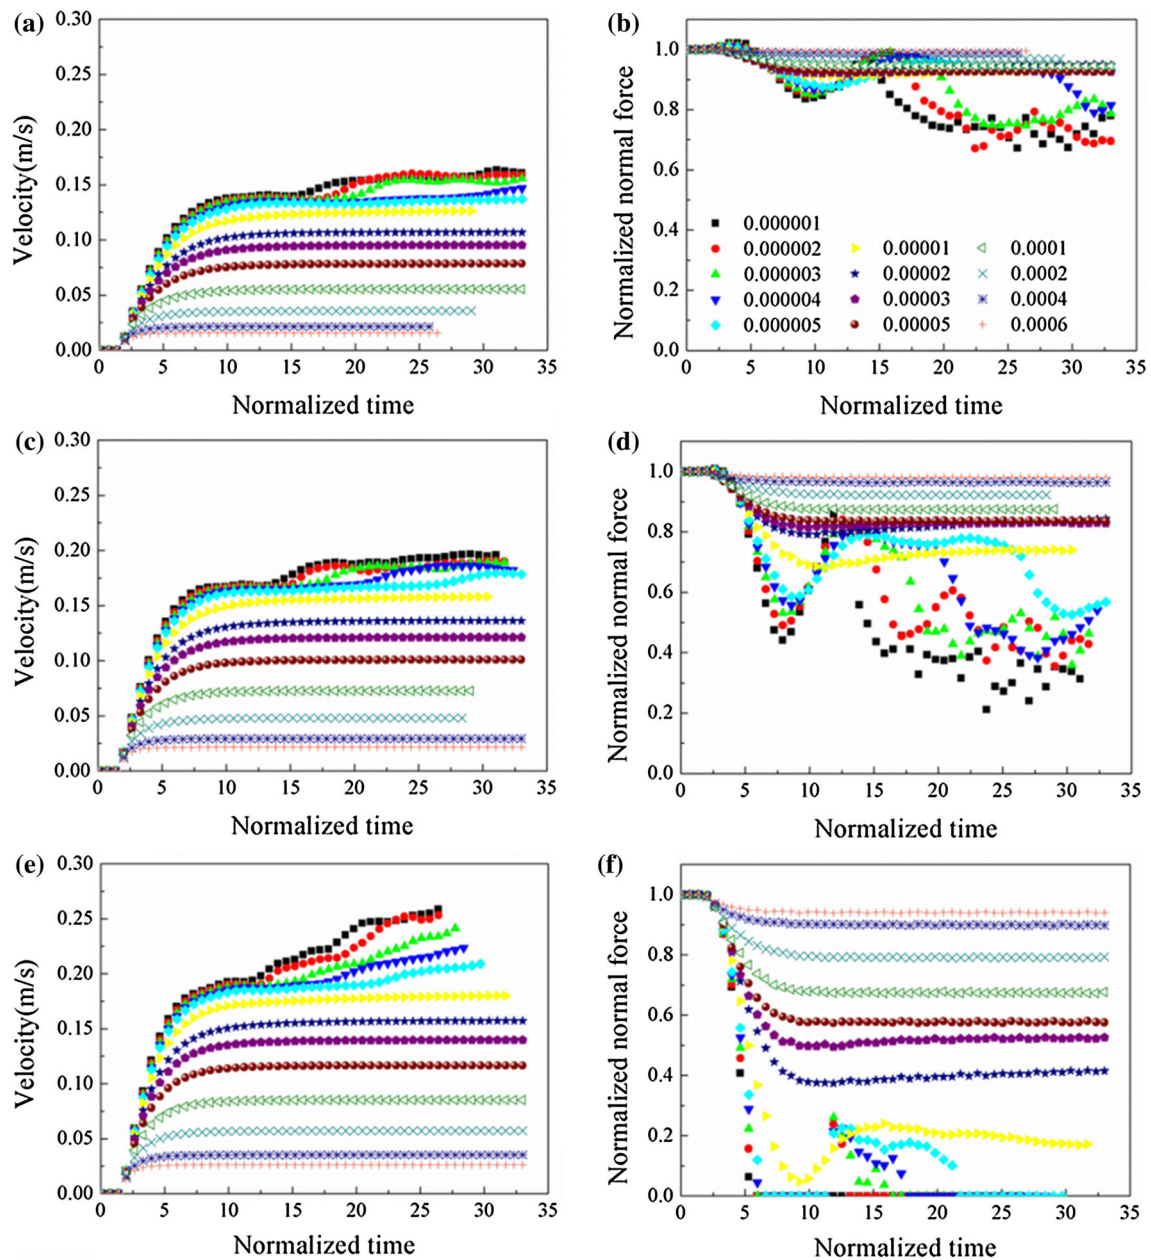 (a)
0.30
0.25
0.20
0.15
0.10
0.05
0.00
Velocity(m/s)
0 5 10 15 20 25 30 35
Normalized time
(b)
1.0
0.8
0.6
0.4
0.2
0.0
Normalized normal force
0.000001
0.000002
0.000003
0.000004
0.000005
0.00001
0.00002
0.00003
0.00005
0.0001
0.0002
0.0004
0.0006
0 5 10 15 20 25 30 35
Normalized time
(c)
0.30
0.25
0.20
0.15
0.10
0.05
0.00
Velocity(m/s)
0 5 10 15 20 25 30 35
Normalized time
(d)
1.0
0.8
0.6
0.4
0.2
0.0
Normalized normal force
0 5 10 15 20 25 30 35
Normalized time
(e)
0.30
0.25
0.20
0.15
0.10
0.05
0.00
Velocity(m/s)
0 5 10 15 20 25 30 35
Normalized time
(f)
1.0
0.8
0.6
0.4
0.2
0.0
Normalized normal force
0 5 10 15 20 25 30 35
Normalized time